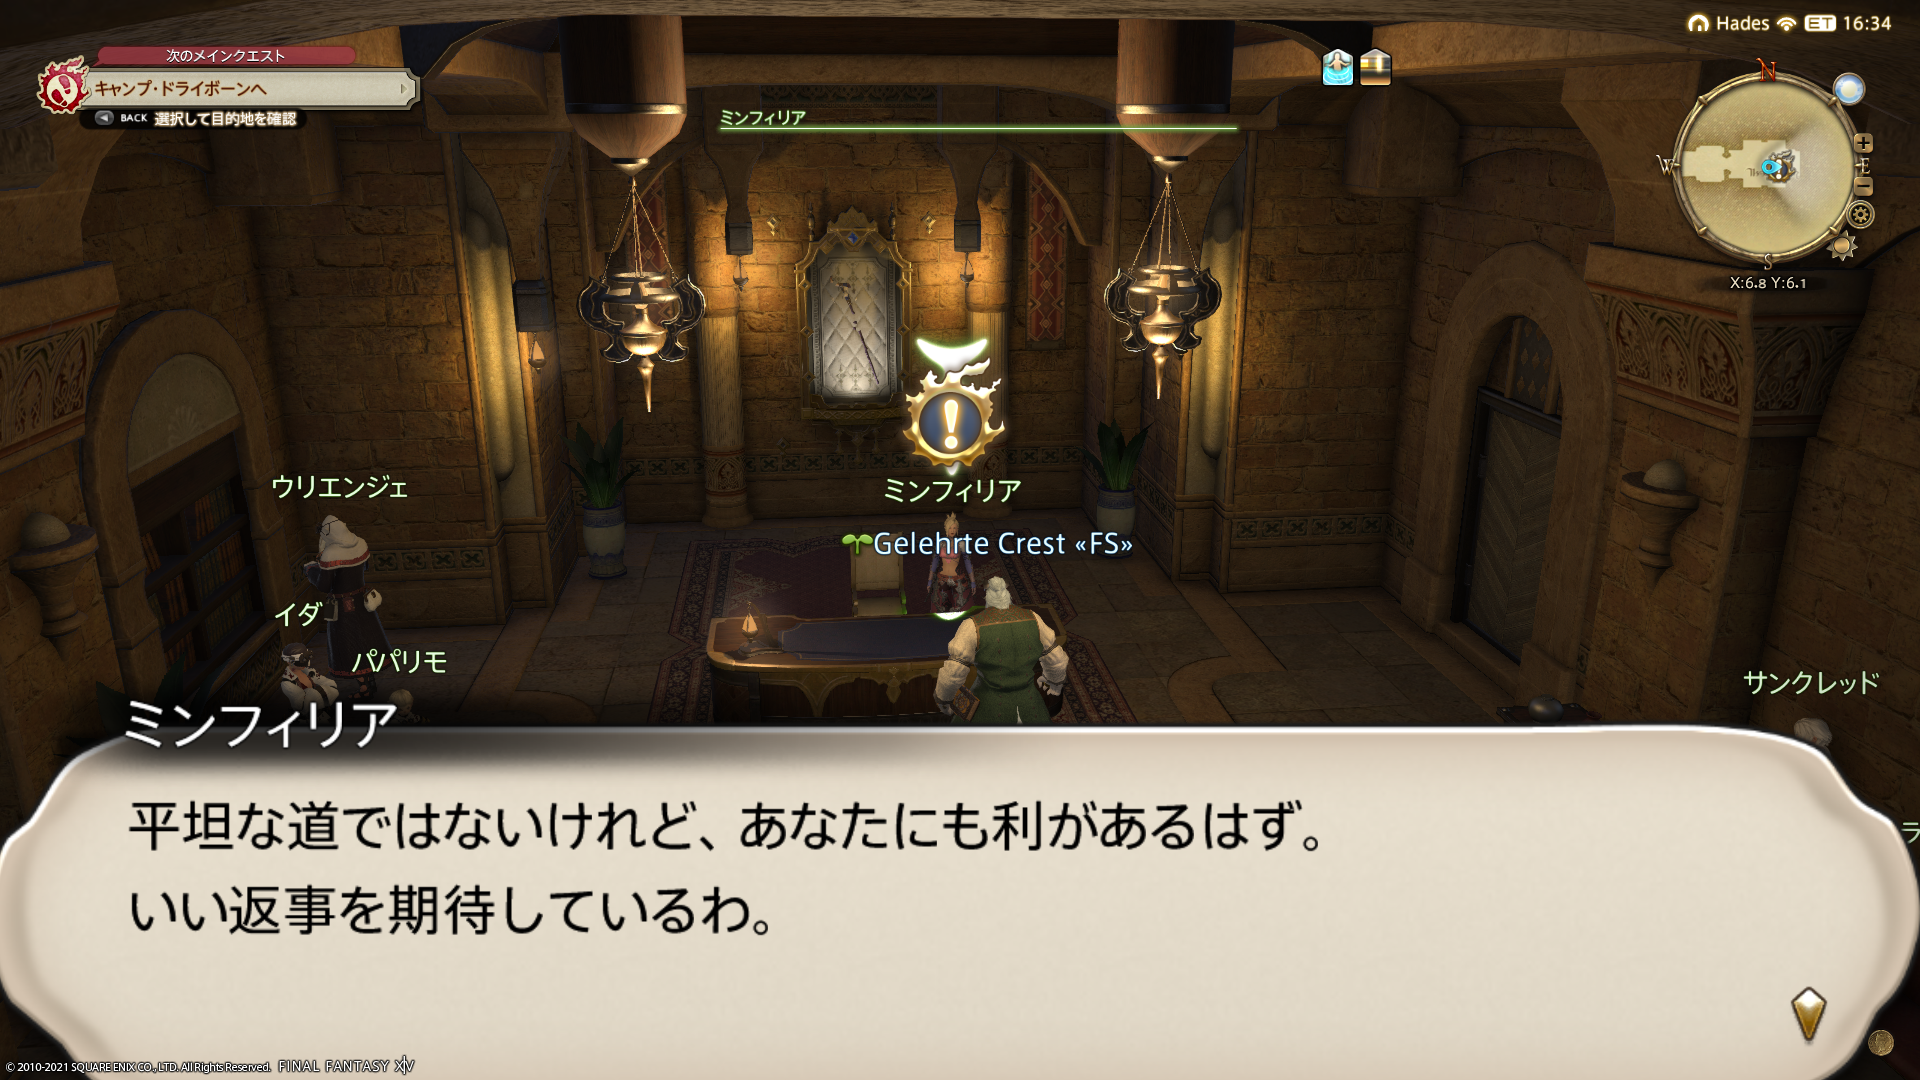 Hades ET 16:34
次のメインクエスト
キャンプ・ドライボーンへ
BACK 選択して目的地を確認
ミンフィリア
N
W
E
S
X:6.8 Y:6.1
ウリエンジェ
ミンフィリア
Gelehrte Crest «FS»
イダ
パパリモ
サンクレッド
ミンフィリア
平坦な道ではないけれど、あなたにも利があるはず。
いい返事を期待しているわ。
ラ
© 2010-2021 SQUARE ENIX CO., LTD. All Rights Reserved. FINAL FANTASY XIV